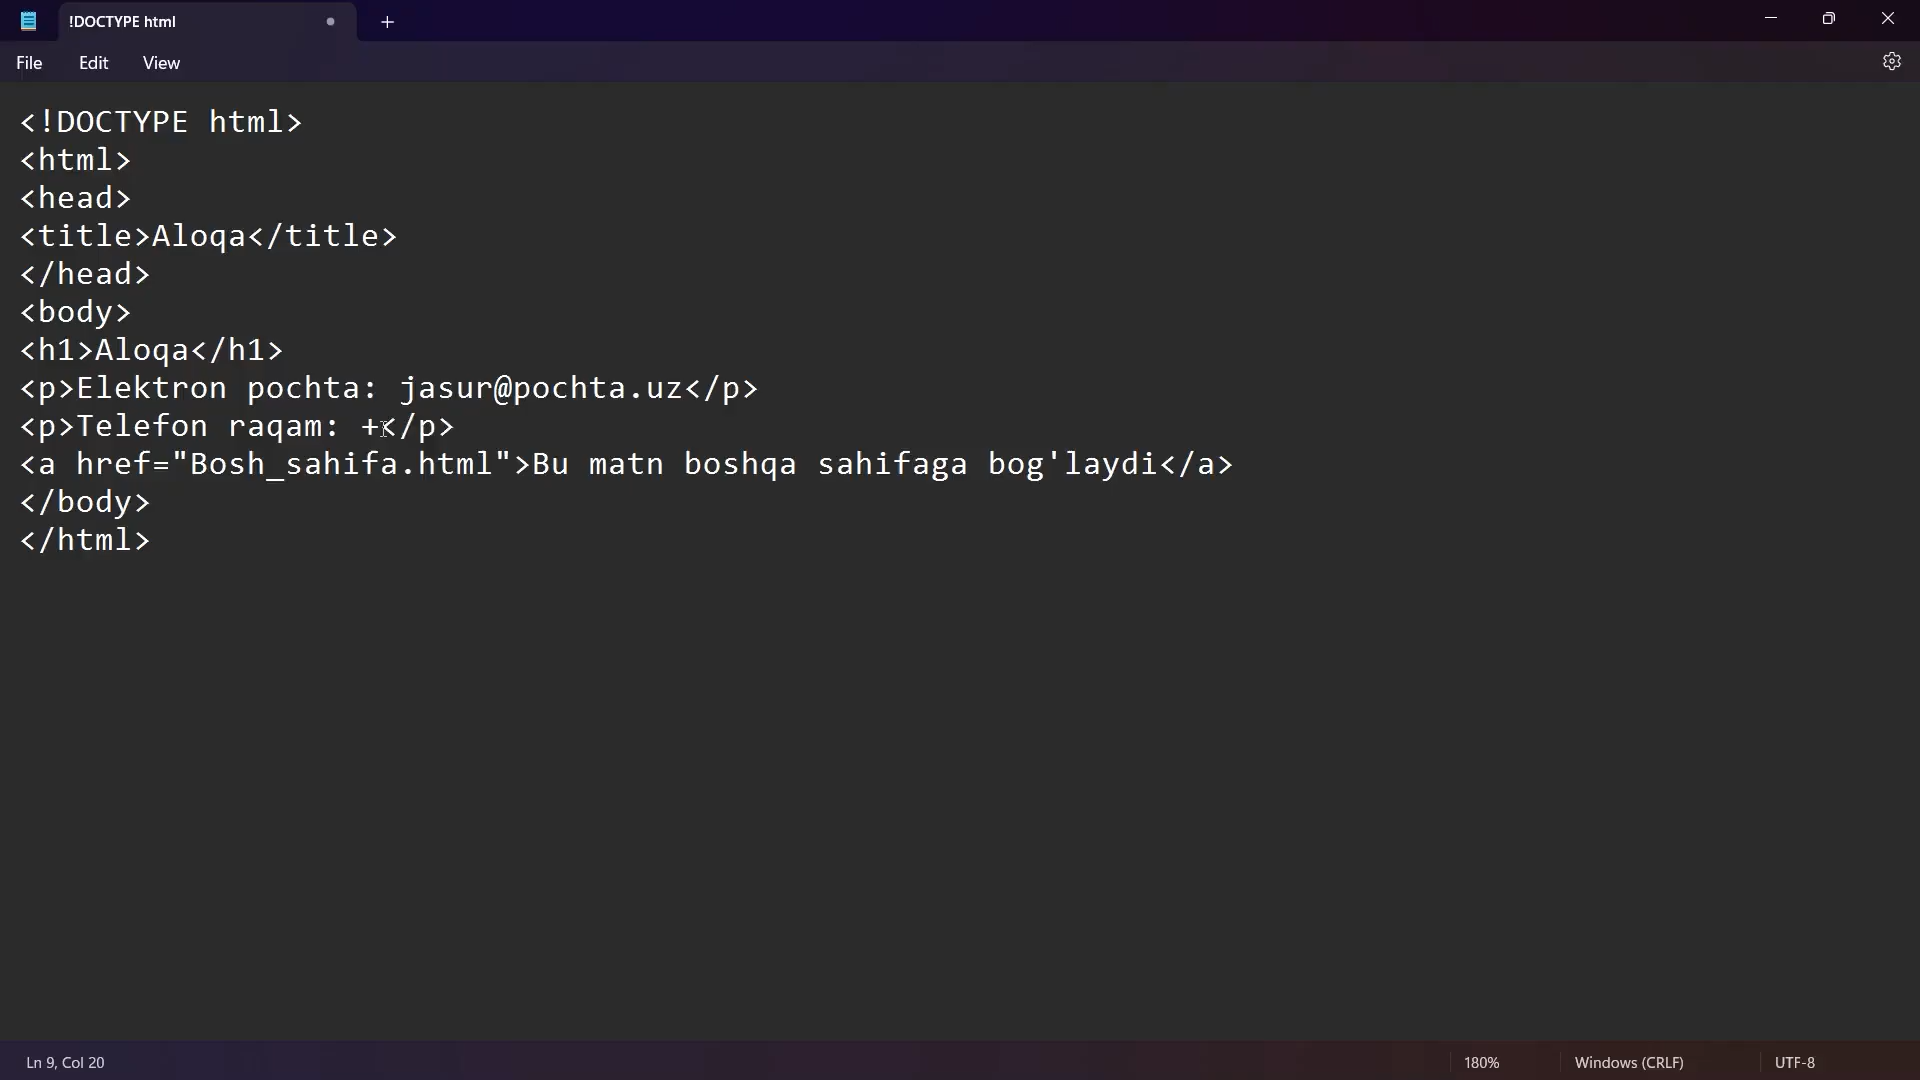 !DOCTYPE html
File Edit View
<!DOCTYPE html>
<html>
<head>
<title>Aloqa</title>
</head>
<body>
<h1>Aloqa</h1>
<p>Elektron pochta: jasur@pochta.uz</p>
<p>Telefon raqam: +</p>
<a href="Bosh_sahifa.html">Bu matn boshqa sahifaga bog'laydi</a>
</body>
</html>
Ln 9, Col 20 180% Windows (CRLF) UTF-8